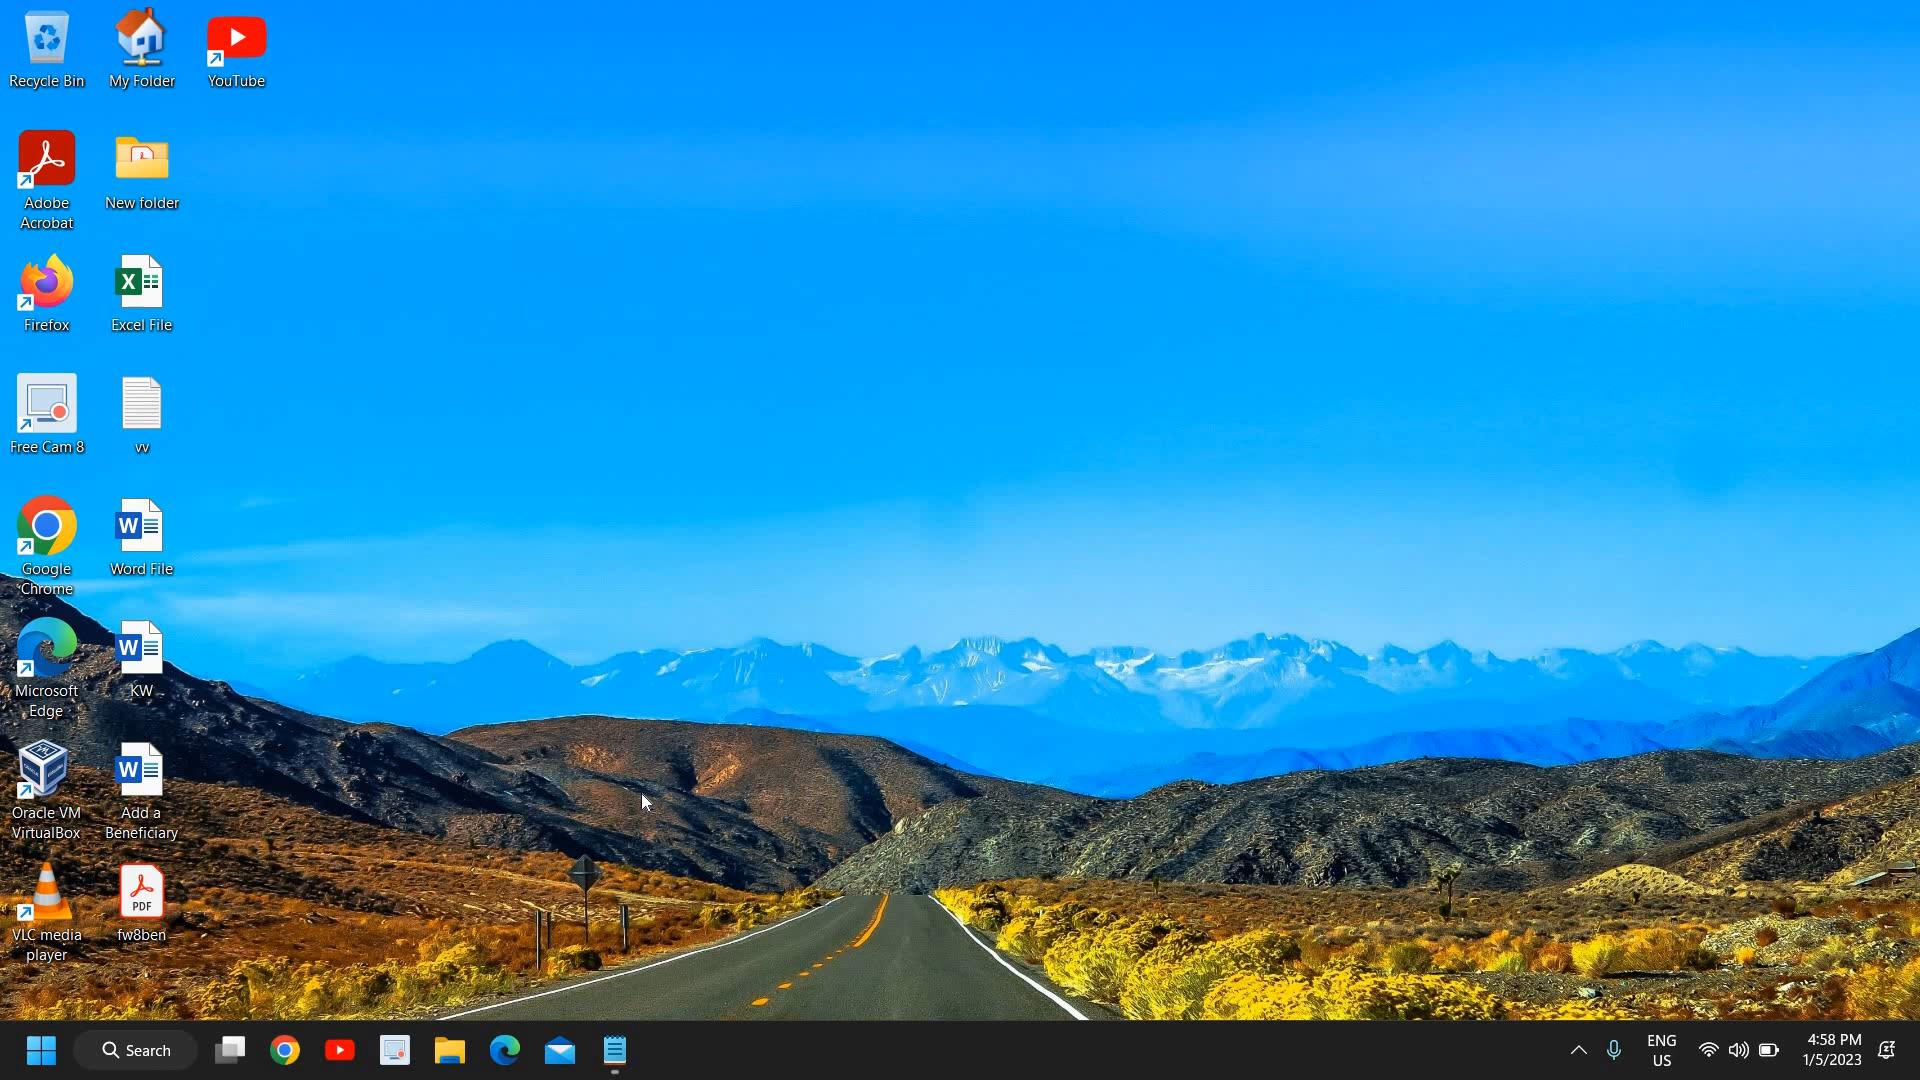 Recycle Bin
My Folder
YouTube
Adobe
Acrobat
New folder
Firefox
Excel File
Free Cam 8
vv
Google
Chrome
Word File
Microsoft
Edge
KW
Oracle VM
VirtualBox
Add a
Beneficiary
VLC media
player
PDF
fw8ben
Search
ENG
US
4:58 PM
1/5/2023